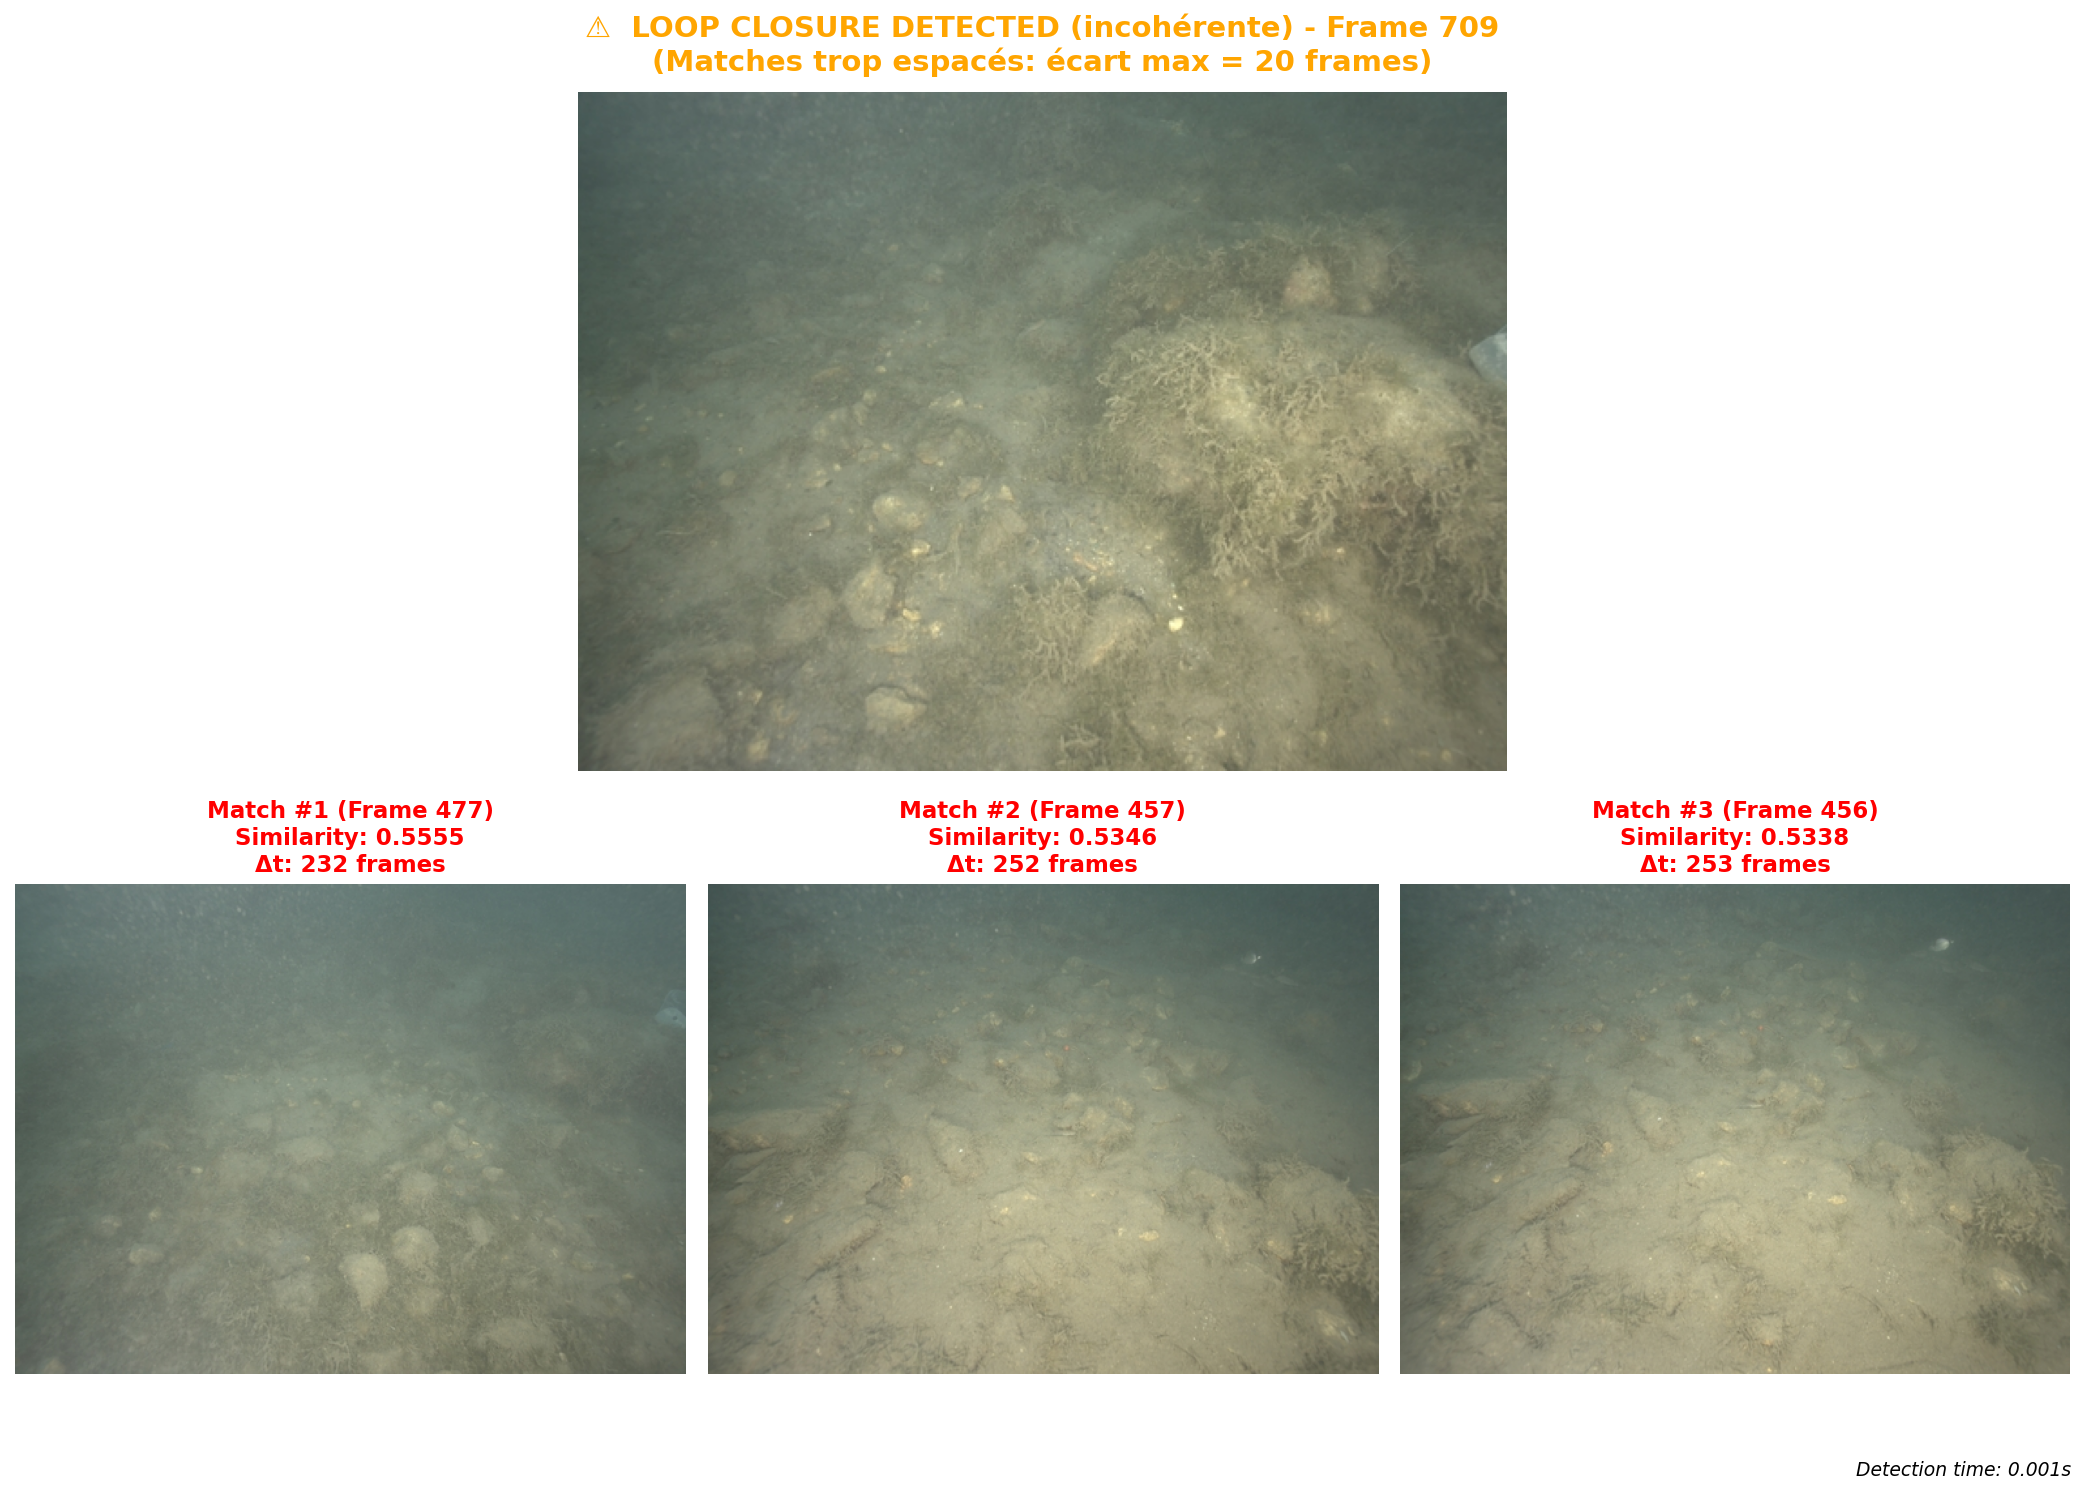 ⚠ LOOP CLOSURE DETECTED (incohérente) - Frame 709
(Matches trop espacés: écart max = 20 frames)
Match #1 (Frame 477)
Similarity: 0.5555
Δt: 232 frames
Match #2 (Frame 457)
Similarity: 0.5346
Δt: 252 frames
Match #3 (Frame 456)
Similarity: 0.5338
Δt: 253 frames
Detection time: 0.001s